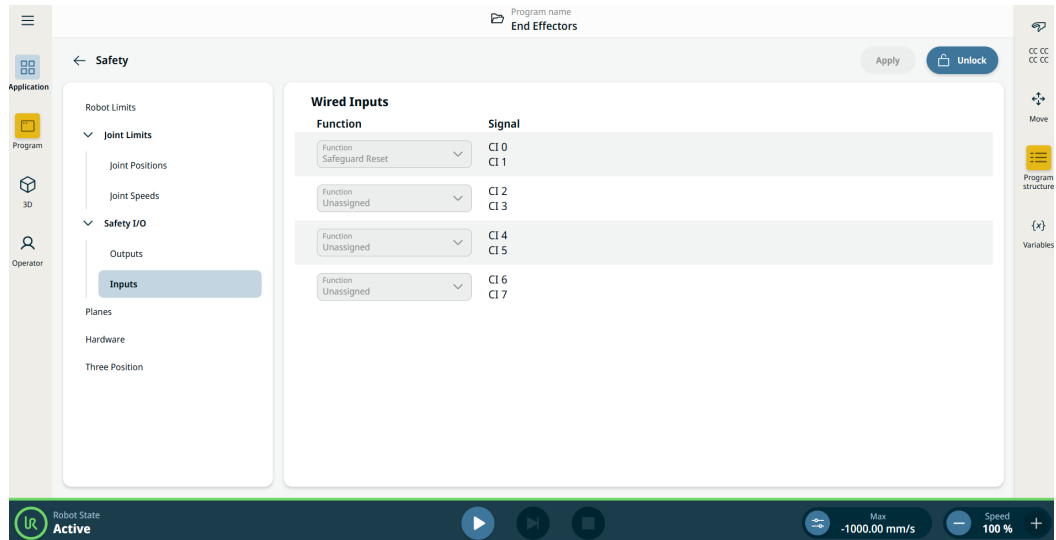 Program name
End Effectors
Application
Program
3D
Operator
Safety
Apply
Unlock
Robot Limits
Joint Limits
Joint Positions
Joint Speeds
Safety I/O
Outputs
Inputs
Planes
Hardware
Three Position
Wired Inputs
Function Signal
Function
Safeguard Reset
CI 0
CI 1
Function
Unassigned
CI 2
CI 3
Function
Unassigned
CI 4
CI 5
Function
Unassigned
CI 6
CI 7
CC CC
CC CC
Move
Program
structure
{x}
Variables
UR
Robot State
Active
Max
-1000.00 mm/s
Speed
100 %